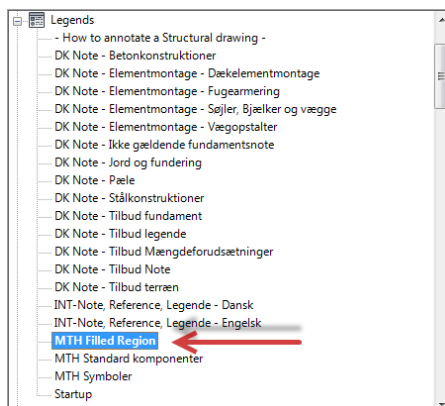 Legends
- How to annotate a Structural drawing -
DK Note - Betonkonstruktioner
DK Note - Elementmontage - Dækelementmontage
DK Note - Elementmontage - Fugearmering
DK Note - Elementmontage - Søjler, Bjælker og vægge
DK Note - Elementmontage - Vægopstalter
DK Note - Ikke gældende fundamentsnote
DK Note - Jord og fundering
DK Note - Pæle
DK Note - Stålkonstruktioner
DK Note - Tilbud fundament
DK Note - Tilbud legende
DK Note - Tilbud Mængdeforudsætninger
DK Note - Tilbud Note
DK Note - Tilbud terræn
INT-Note, Reference, Legende - Dansk
INT-Note, Reference, Legende - Engelsk
MTH Filled Region
MTH Standard komponenter
MTH Symboler
Startup